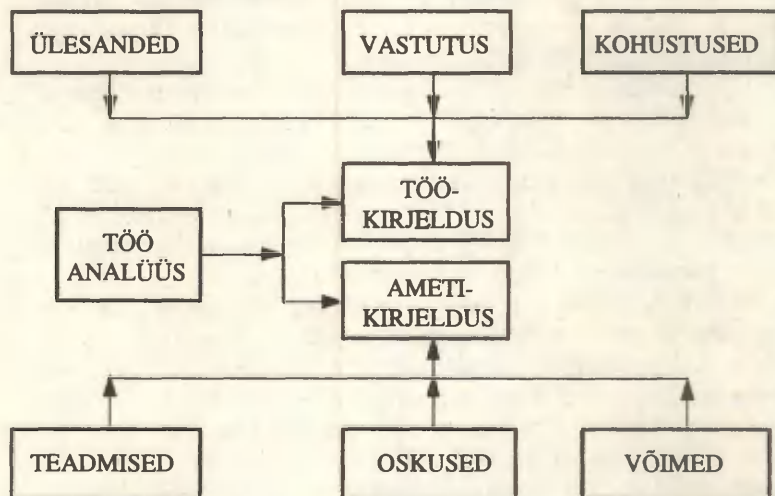 ÜLESANDED
VASTUTUS
KOHUSTUSED
TÖÖ-
KIRJELDUS
TÖÖ
ANALÜÜS
AMETI-
KIRJELDUS
TEADMISED
OSKUSED
VÕIMED